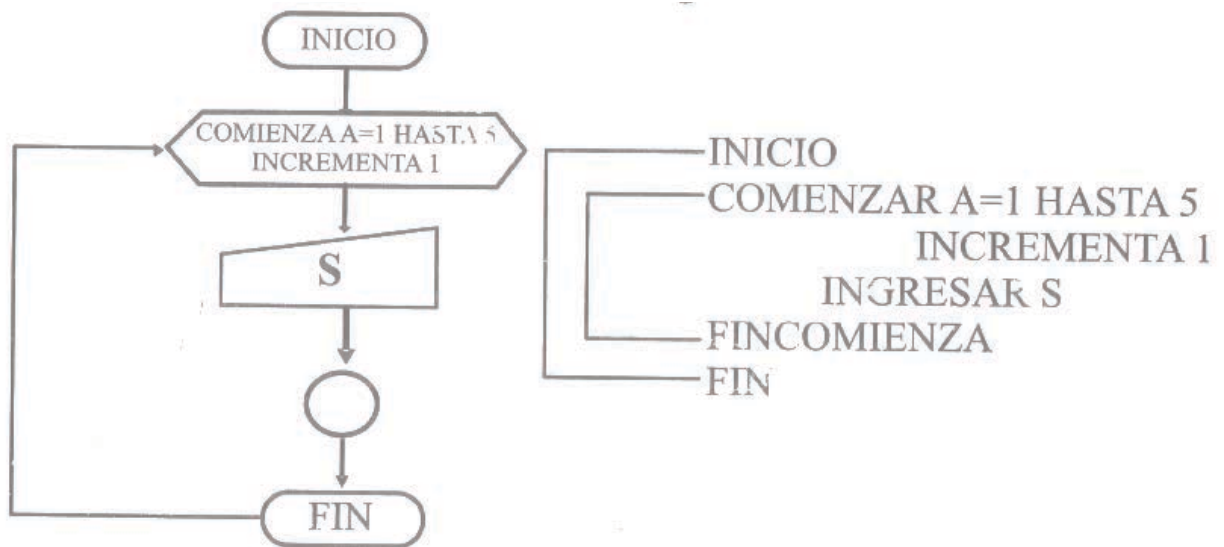 INICIO
COMIENZA A=1 HASTA 5
INCREMENTA 1
S
FIN
INICIO
COMENZAR A=1 HASTA 5
INCREMENTA 1
INGRESAR S
FINCOMIENZA
FIN